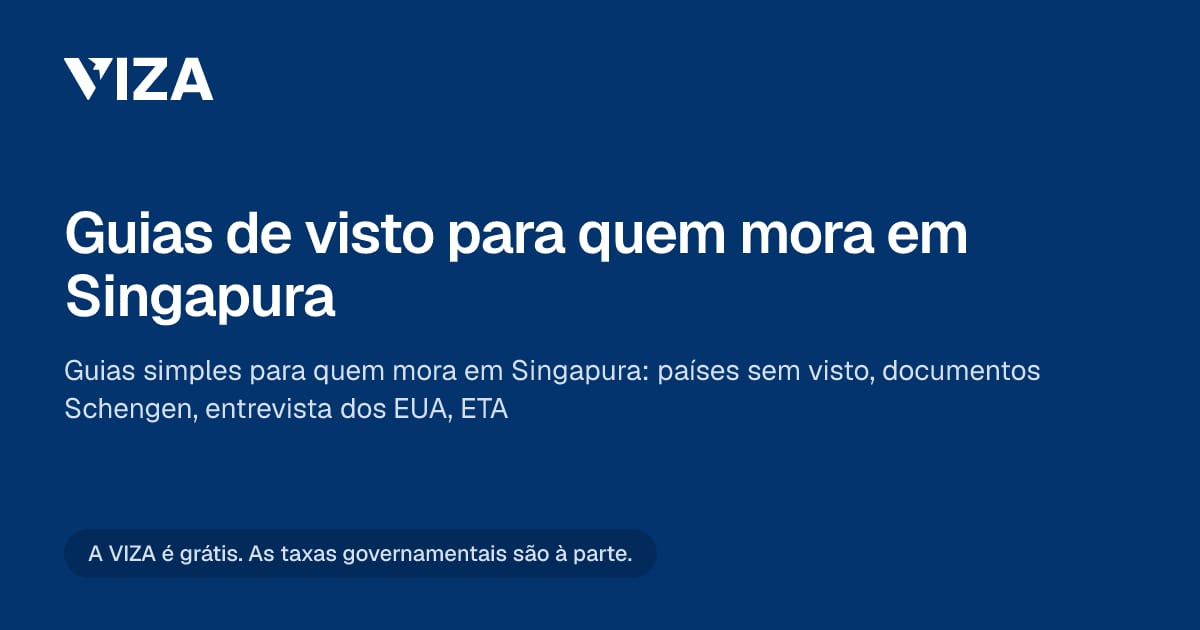 VIZA
Guias de visto para quem mora em
Singapura
Guias simples para quem mora em Singapura: países sem visto, documentos
Schengen, entrevista dos EUA, ETA
A VIZA é grátis. As taxas governamentais são à parte.